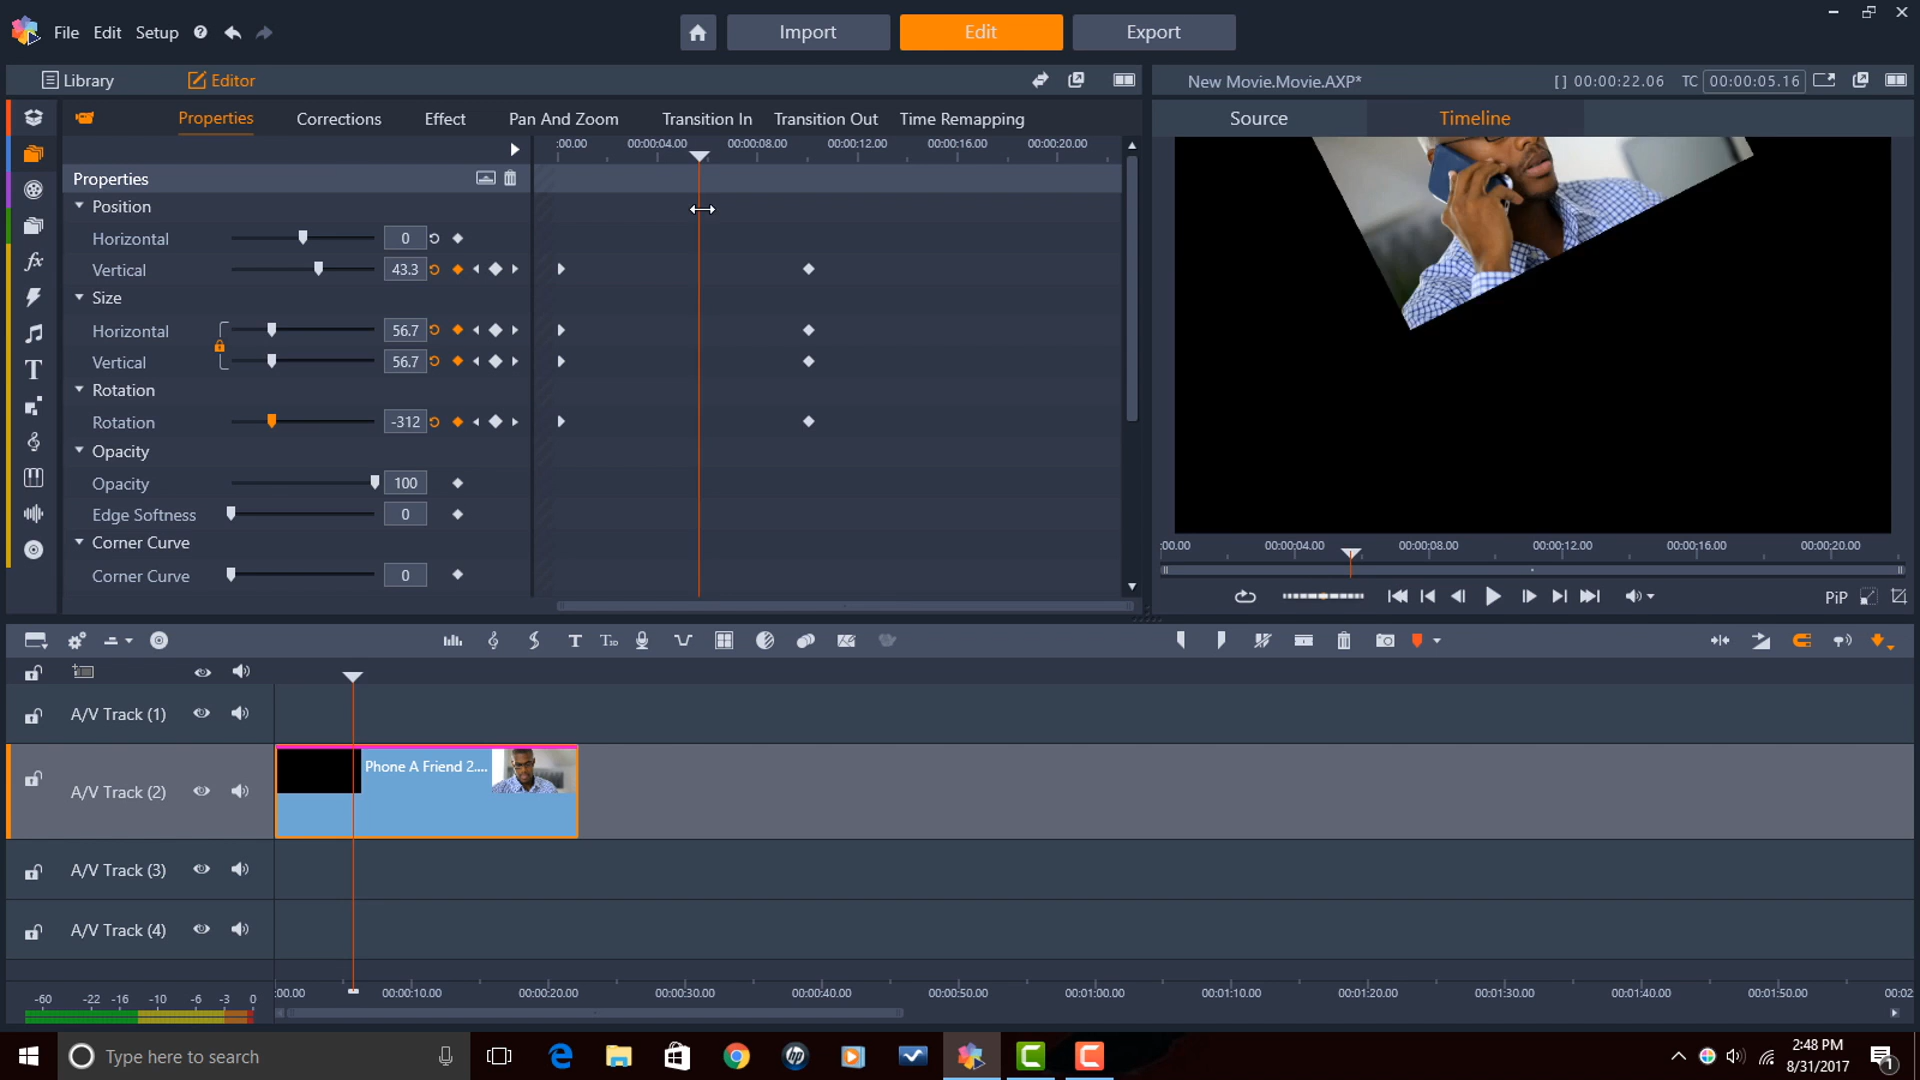 File Edit Setup ? Import Edit Export
Library Editor New Movie.Movie.AXP* [ ] 00:00:22.06 TC 00:00:05.16
Properties Corrections Effect Pan And Zoom Transition In Transition Out Time Remapping Source Timeline
:00.00 00:00:04.00 00:00:08.00 00:00:12.00 00:00:16.00 00:00:20.00
Properties
Position
Horizontal 0
Vertical 43.3
Size
Horizontal 56.7
Vertical 56.7
Rotation
Rotation -312
Opacity
Opacity 100
Edge Softness 0
Corner Curve
Corner Curve 0
:00.00 00:00:04.00 00:00:08.00 00:00:12.00 00:00:16.00 00:00:20.00
PiP
A/V Track (1)
A/V Track (2) Phone A Friend 2....
A/V Track (3)
A/V Track (4)
-60 -22 -16 -10 -6 -3 0 :00.00 00:00:10.00 00:00:20.00 00:00:30.00 00:00:40.00 00:00:50.00 00:01:00.00 00:01:10.00 00:01:20.00 00:01:30.00 00:01:40.00 00:01:50.00 00:02
Type here to search
2:48 PM
8/31/2017
1